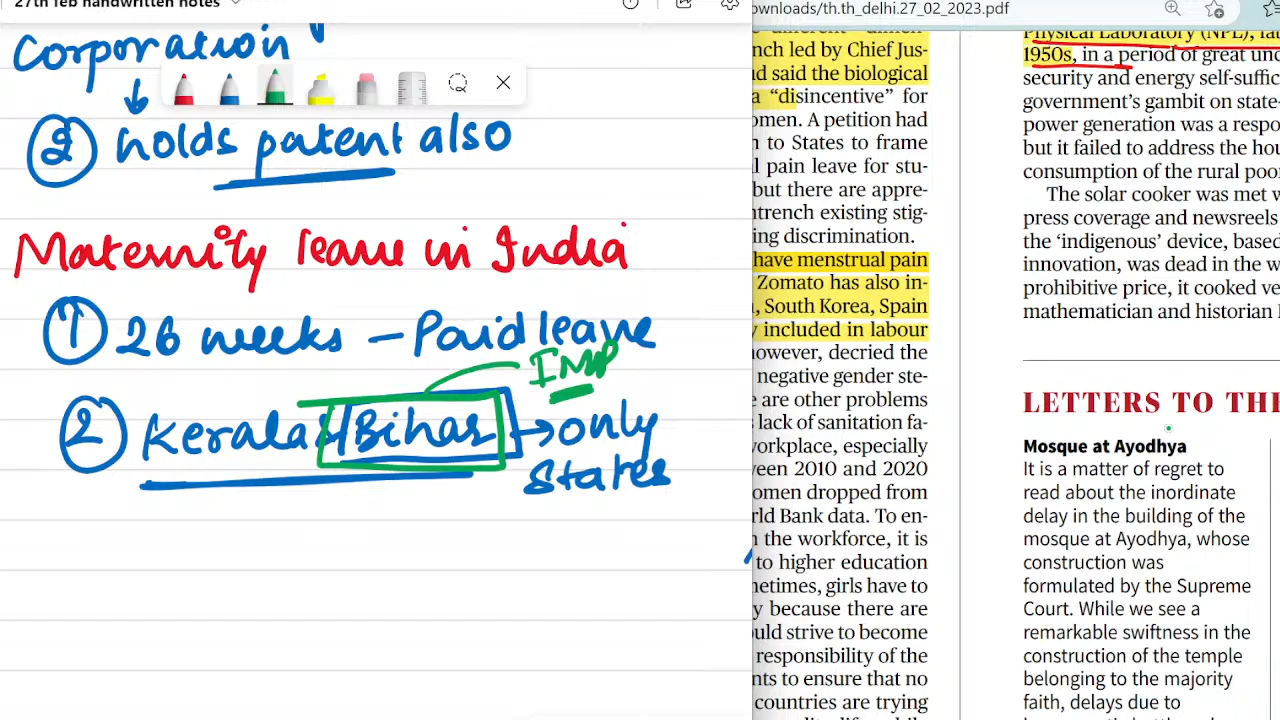 27th feb handwritten notes
Corporation
② holds patent also
Maternity leave in India
① 26 weeks – Paid leave
IMP
② Kerala & Bihar → only
States
ownloads/th.th_delhi.27_02_2023.pdf
nch led by Chief Jus-
d said the biological
a “disincentive” for
omen. A petition had
n to States to frame
l pain leave for stu-
but there are appre-
ntrench existing stig-
ing discrimination.
have menstrual pain
Zomato has also in-
, South Korea, Spain
y included in labour
owever, decried the
negative gender ste-
e are other problems
lack of sanitation fa-
workplace, especially
ween 2010 and 2020
omen dropped from
rld Bank data. To en-
n the workforce, it is
to higher education
metimes, girls have to
y because there are
ould strive to become
responsibility of the
nts to ensure that no
countries are trying
Physical Laboratory (NPL),
1950s, in a period of great
security and energy self-suffic
government’s gambit on state-
power generation was a respo
but it failed to address the hou
consumption of the rural poor
The solar cooker was met w
press coverage and newsreels
the ‘indigenous’ device, based
innovation, was dead in the w
prohibitive price, it cooked ve
mathematician and historian
LETTERS TO THE
Mosque at Ayodhya
It is a matter of regret to
read about the inordinate
delay in the building of the
mosque at Ayodhya, whose
construction was
formulated by the Supreme
Court. While we see a
remarkable swiftness in the
construction of the temple
belonging to the majority
faith, delays due to